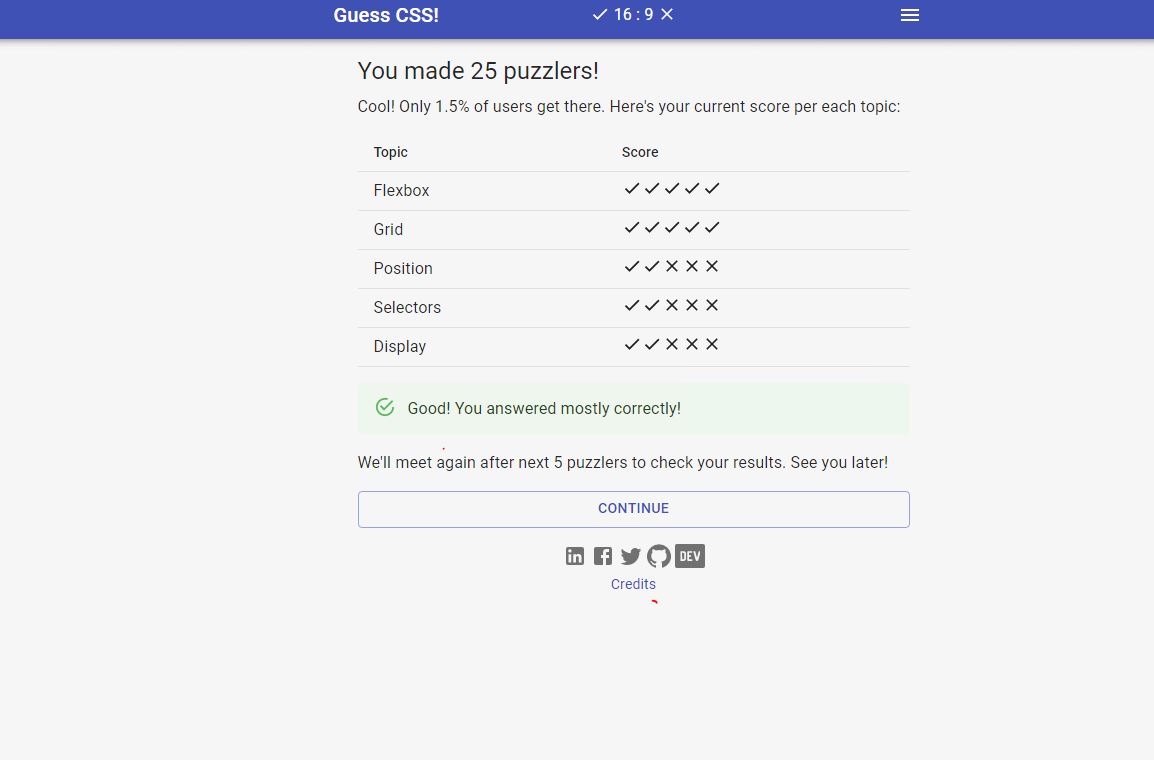 Guess CSS! ✓ 16 : 9 ✕
You made 25 puzzlers!
Cool! Only 1.5% of users get there. Here's your current score per each topic:
Topic Score
Flexbox ✓ ✓ ✓ ✓ ✓
Grid ✓ ✓ ✓ ✓ ✓
Position ✓ ✓ ✕ ✕ ✕
Selectors ✓ ✓ ✕ ✕ ✕
Display ✓ ✓ ✕ ✕ ✕
Good! You answered mostly correctly!
We'll meet again after next 5 puzzlers to check your results. See you later!
CONTINUE
in f DEV
Credits